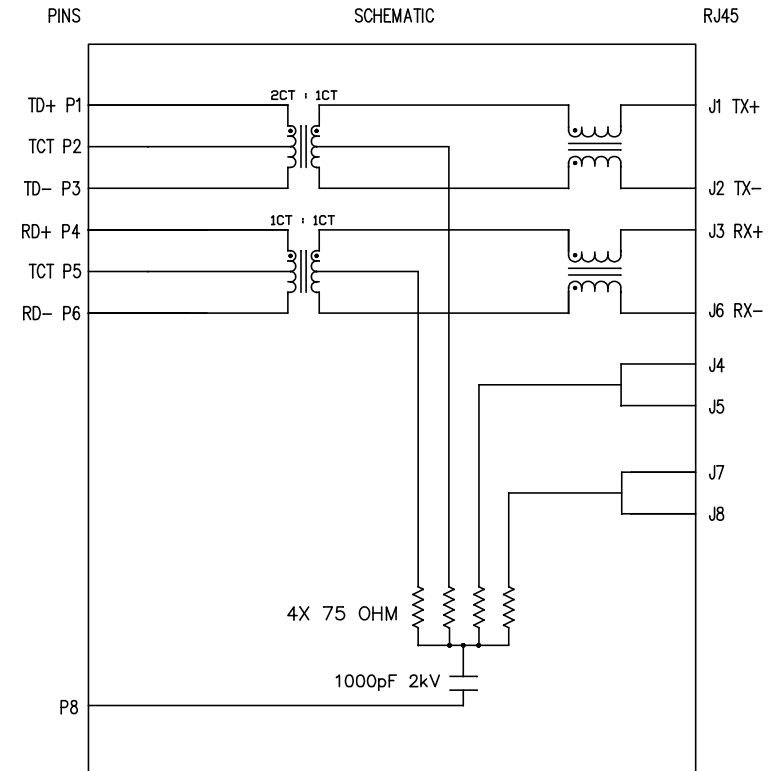 PINS SCHEMATIC RJ45
2CT : 1CT
TD+ P1 J1 TX+
TCT P2
TD- P3 J2 TX-
1CT : 1CT
RD+ P4 J3 RX+
TCT P5
RD- P6 J6 RX-
J4
J5
J7
J8
4X 75 OHM
1000pF 2kV
P8